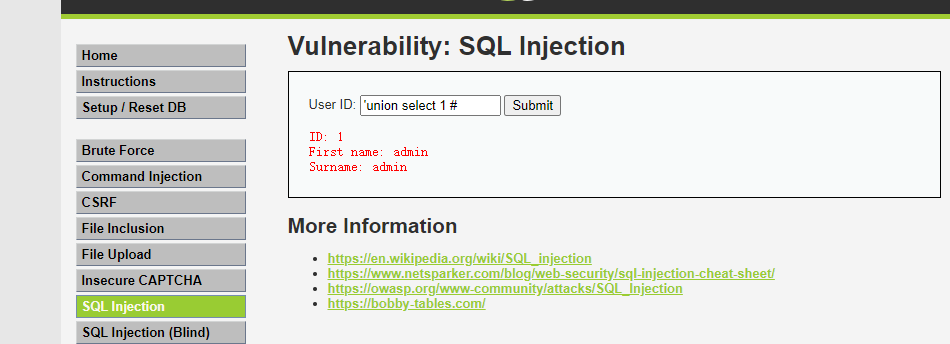 Home
Instructions
Setup / Reset DB
Brute Force
Command Injection
CSRF
File Inclusion
File Upload
Insecure CAPTCHA
SQL Injection
SQL Injection (Blind)
Vulnerability: SQL Injection
User ID: 'union select 1 # Submit
ID: 1
First name: admin
Surname: admin
More Information
https://en.wikipedia.org/wiki/SQL_injection
https://www.netsparker.com/blog/web-security/sql-injection-cheat-sheet/
https://owasp.org/www-community/attacks/SQL_Injection
https://bobby-tables.com/